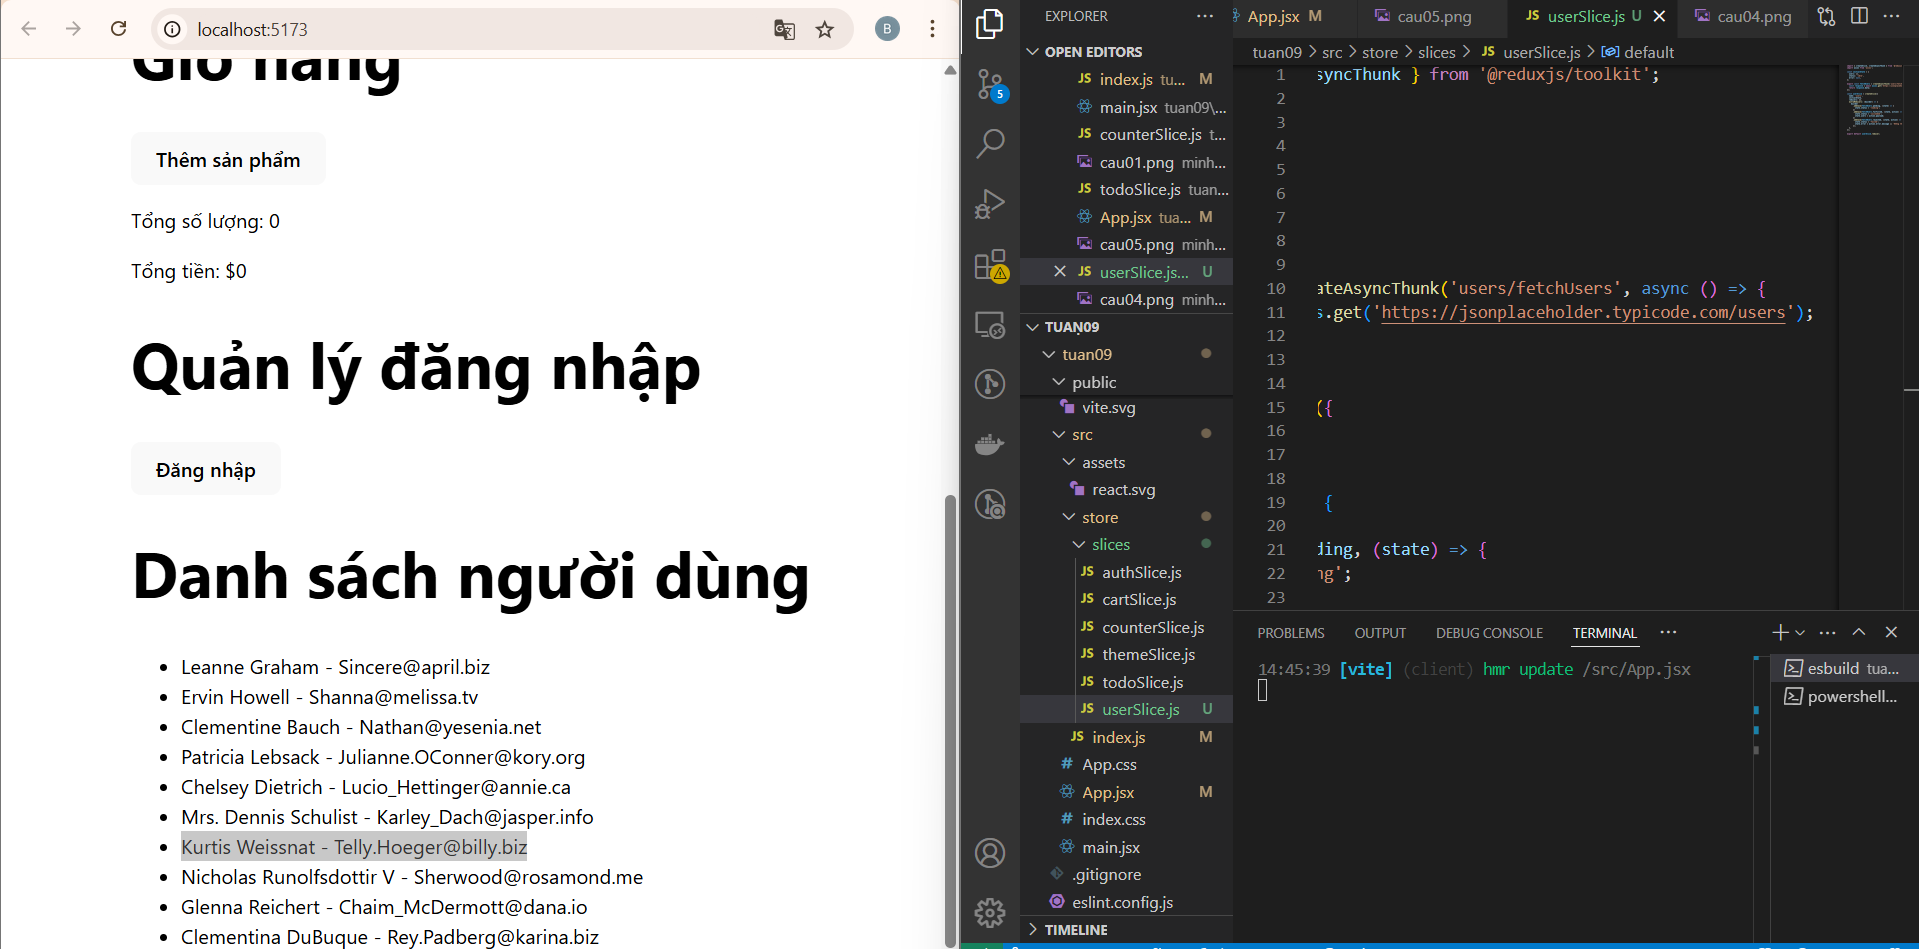 localhost:5173
B
Giỏ hàng
Thêm sản phẩm
Tổng số lượng: 0
Tổng tiền: $0
Quản lý đăng nhập
Đăng nhập
Danh sách người dùng
Leanne Graham - Sincere@april.biz
Ervin Howell - Shanna@melissa.tv
Clementine Bauch - Nathan@yesenia.net
Patricia Lebsack - Julianne.OConner@kory.org
Chelsey Dietrich - Lucio_Hettinger@annie.ca
Mrs. Dennis Schulist - Karley_Dach@jasper.info
Kurtis Weissnat - Telly.Hoeger@billy.biz
Nicholas Runolfsdottir V - Sherwood@rosamond.me
Glenna Reichert - Chaim_McDermott@dana.io
Clementina DuBuque - Rey.Padberg@karina.biz
5
EXPLORER
OPEN EDITORS
JS index.js tu... M
main.jsx tuan09\...
JS counterSlice.js t...
cau01.png minh...
JS todoSlice.js tuan...
App.jsx tua... M
cau05.png minh...
JS userSlice.js... U
cau04.png minh...
TUAN09
tuan09
public
vite.svg
src
assets
react.svg
store
slices
JS authSlice.js
JS cartSlice.js
JS counterSlice.js
JS themeSlice.js
JS todoSlice.js
JS userSlice.js U
JS index.js M
# App.css
App.jsx M
# index.css
main.jsx
.gitignore
eslint.config.js
TIMELINE
App.jsx M
cau05.png
JS userSlice.js U
cau04.png
tuan09 > src > store > slices > JS userSlice.js > default
1 syncThunk } from '@reduxjs/toolkit';
2
3
4
5
6
7
8
9
10 ateAsyncThunk('users/fetchUsers', async () => {
11 s.get('https://jsonplaceholder.typicode.com/users');
12
13
14
15 ({
16
17
18
19 {
20
21 ding, (state) => {
22 ng';
23
PROBLEMS OUTPUT DEBUG CONSOLE TERMINAL
14:45:39 [vite] (client) hmr update /src/App.jsx
esbuild tua...
powershell...